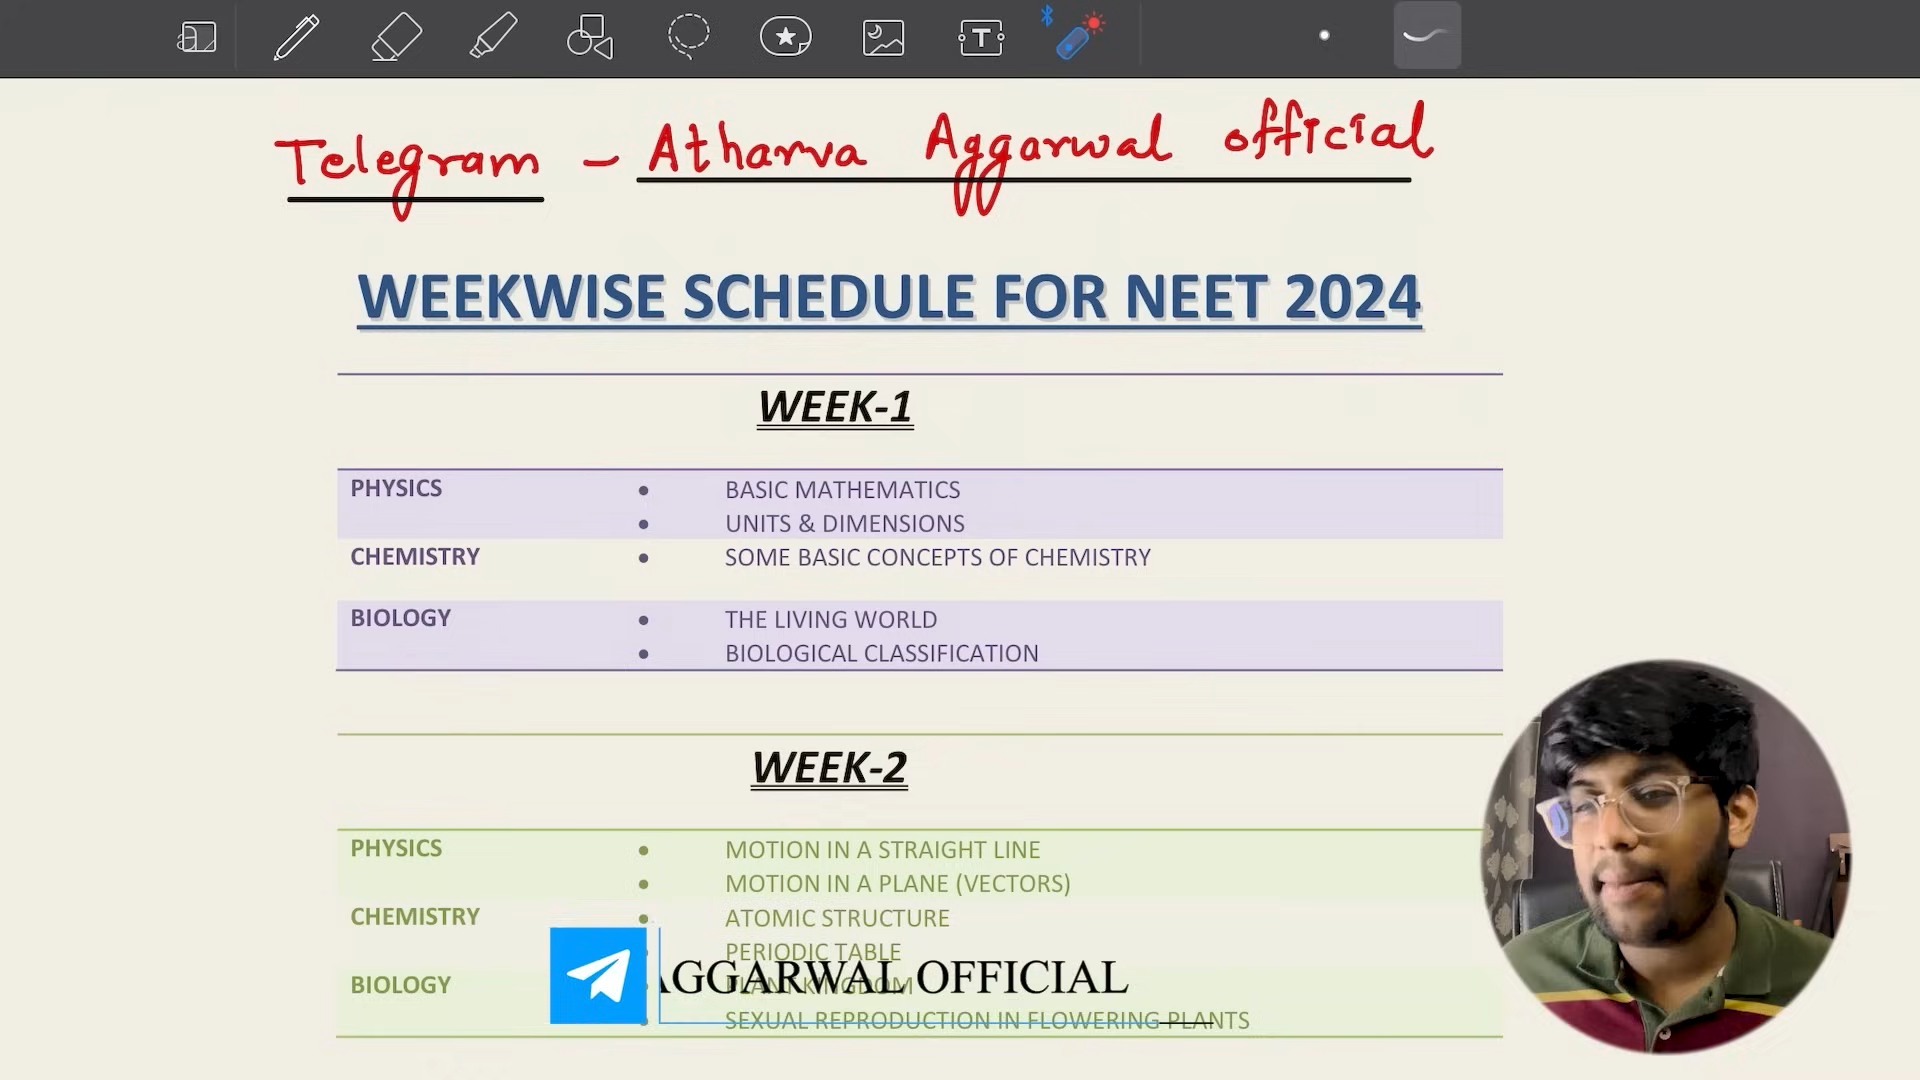 Telegram - Atharva Aggarwal official
WEEKWISE SCHEDULE FOR NEET 2024
WEEK-1
PHYSICS • BASIC MATHEMATICS
• UNITS & DIMENSIONS
CHEMISTRY • SOME BASIC CONCEPTS OF CHEMISTRY
BIOLOGY • THE LIVING WORLD
• BIOLOGICAL CLASSIFICATION
WEEK-2
PHYSICS • MOTION IN A STRAIGHT LINE
• MOTION IN A PLANE (VECTORS)
CHEMISTRY • ATOMIC STRUCTURE
• PERIODIC TABLE
BIOLOGY • PLANT KINGDOM
AGGARWAL OFFICIAL
• SEXUAL REPRODUCTION IN FLOWERING PLANTS